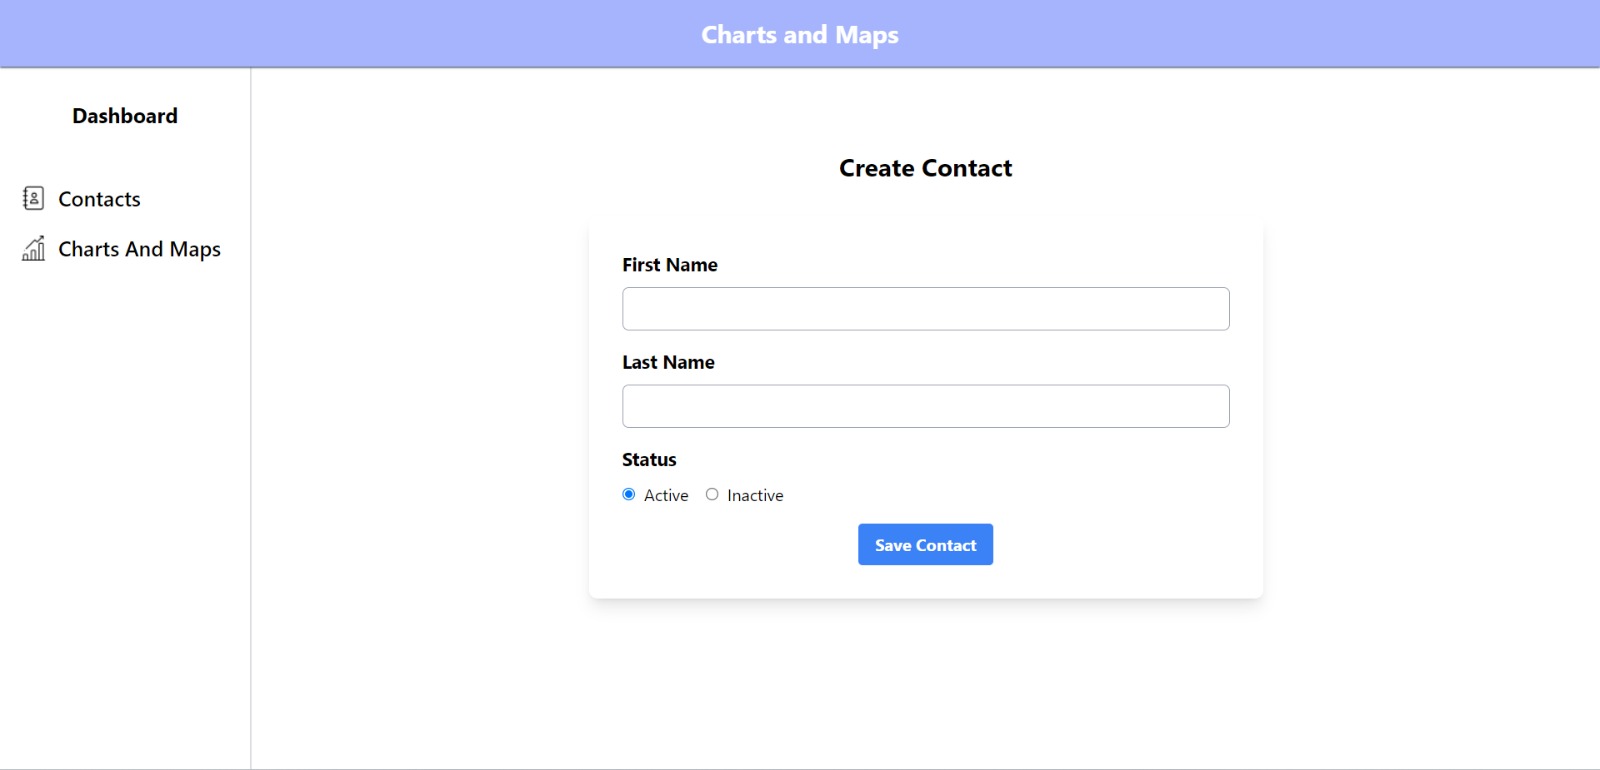 Charts and Maps
Dashboard
Contacts
Charts And Maps
Create Contact
First Name
Last Name
Status
Active Inactive
Save Contact